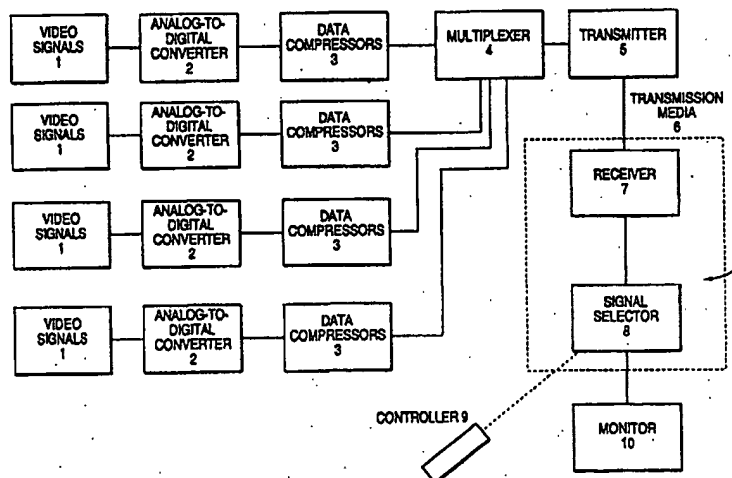 VIDEO
SIGNALS
1
ANALOG-TO-
DIGITAL
CONVERTER
2
DATA
COMPRESSORS
3
MULTIPLEXER
4
TRANSMITTER
5
VIDEO
SIGNALS
1
ANALOG-TO-
DIGITAL
CONVERTER
2
DATA
COMPRESSORS
3
TRANSMISSION
MEDIA
6
RECEIVER
7
VIDEO
SIGNALS
1
ANALOG-TO-
DIGITAL
CONVERTER
2
DATA
COMPRESSORS
3
VIDEO
SIGNALS
1
ANALOG-TO-
DIGITAL
CONVERTER
2
DATA
COMPRESSORS
3
SIGNAL
SELECTOR
8
CONTROLLER 9
MONITOR
10